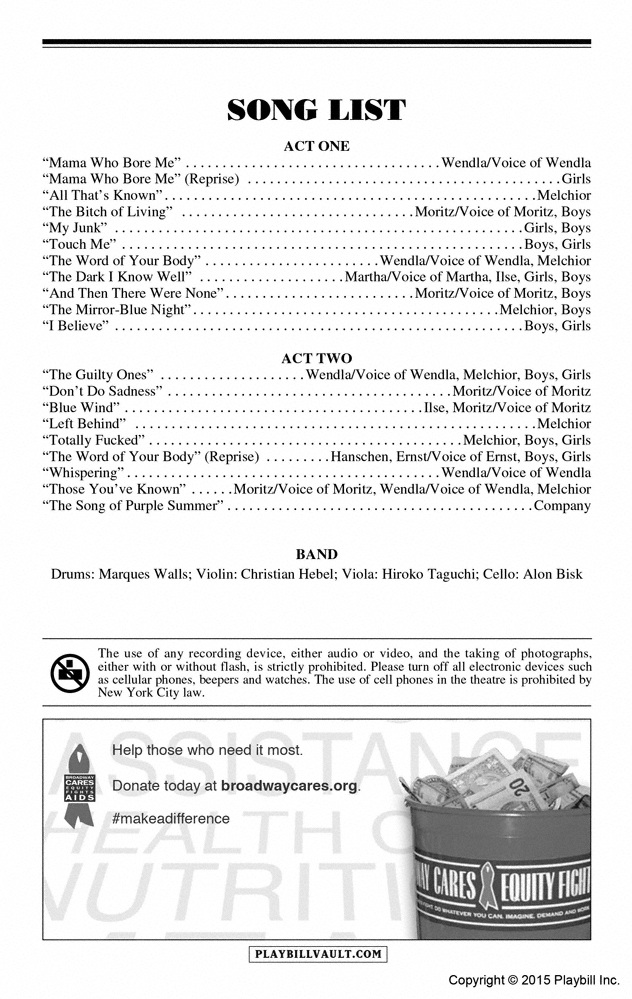 SONG LIST
ACT ONE
“Mama Who Bore Me” . . . . . . . . . . . . . . . . . . . . . . . . . . . . . . . . . . . Wendla/Voice of Wendla
“Mama Who Bore Me” (Reprise) . . . . . . . . . . . . . . . . . . . . . . . . . . . . . . . . . . . . . . . . . . . . . . . Girls
“All That’s Known” . . . . . . . . . . . . . . . . . . . . . . . . . . . . . . . . . . . . . . . . . . . . . . . . . . . Melchior
“The Bitch of Living” . . . . . . . . . . . . . . . . . . . . . . . . . . . . . . . . Moritz/Voice of Moritz, Boys
“My Junk” . . . . . . . . . . . . . . . . . . . . . . . . . . . . . . . . . . . . . . . . . . . . . . . . . . . . . . . . Girls, Boys
“Touch Me” . . . . . . . . . . . . . . . . . . . . . . . . . . . . . . . . . . . . . . . . . . . . . . . . . . . . . . . Boys, Girls
“The Word of Your Body” . . . . . . . . . . . . . . . . . . . . . . . . Wendla/Voice of Wendla, Melchior
“The Dark I Know Well” . . . . . . . . . . . . . . . . . . . . Martha/Voice of Martha, Ilse, Girls, Boys
“And Then There Were None” . . . . . . . . . . . . . . . . . . . . . . . . . . Moritz/Voice of Moritz, Boys
“The Mirror-Blue Night” . . . . . . . . . . . . . . . . . . . . . . . . . . . . . . . . . . . . . . . . . . Melchior, Boys
“I Believe” . . . . . . . . . . . . . . . . . . . . . . . . . . . . . . . . . . . . . . . . . . . . . . . . . . . . . . . . Boys, Girls
ACT TWO
“The Guilty Ones” . . . . . . . . . . . . . . . . . . . . Wendla/Voice of Wendla, Melchior, Boys, Girls
“Don’t Do Sadness” . . . . . . . . . . . . . . . . . . . . . . . . . . . . . . . . . . . . . . . Moritz/Voice of Moritz
“Blue Wind” . . . . . . . . . . . . . . . . . . . . . . . . . . . . . . . . . . . . . . . . . Ilse, Moritz/Voice of Moritz
“Left Behind” . . . . . . . . . . . . . . . . . . . . . . . . . . . . . . . . . . . . . . . . . . . . . . . . . . . . . . . Melchior
“Totally Fucked” . . . . . . . . . . . . . . . . . . . . . . . . . . . . . . . . . . . . . . . . . . . Melchior, Boys, Girls
“The Word of Your Body” (Reprise) . . . . . . . . . Hanschen, Ernst/Voice of Ernst, Boys, Girls
“Whispering” . . . . . . . . . . . . . . . . . . . . . . . . . . . . . . . . . . . . . . . . . . . Wendla/Voice of Wendla
“Those You’ve Known” . . . . . . Moritz/Voice of Moritz, Wendla/Voice of Wendla, Melchior
“The Song of Purple Summer” . . . . . . . . . . . . . . . . . . . . . . . . . . . . . . . . . . . . . . . . . . Company
BAND
Drums: Marques Walls; Violin: Christian Hebel; Viola: Hiroko Taguchi; Cello: Alon Bisk
The use of any recording device, either audio or video, and the taking of photographs,
either with or without flash, is strictly prohibited. Please turn off all electronic devices such
as cellular phones, beepers and watches. The use of cell phones in the theatre is prohibited by
New York City law.
ASSISTANCE
HEALTH C
NUTRITI
Help those who need it most.
BROADWAY
CARES
EQUITY
FIGHTS
AIDS
Donate today at broadwaycares.org.
#makeadifference
20
AY CARES EQUITY FIGHT
DO WHATEVER YOU CAN. IMAGINE, DEMAND AND WORK
PLAYBILLVAULT.COM
Copyright © 2015 Playbill Inc.